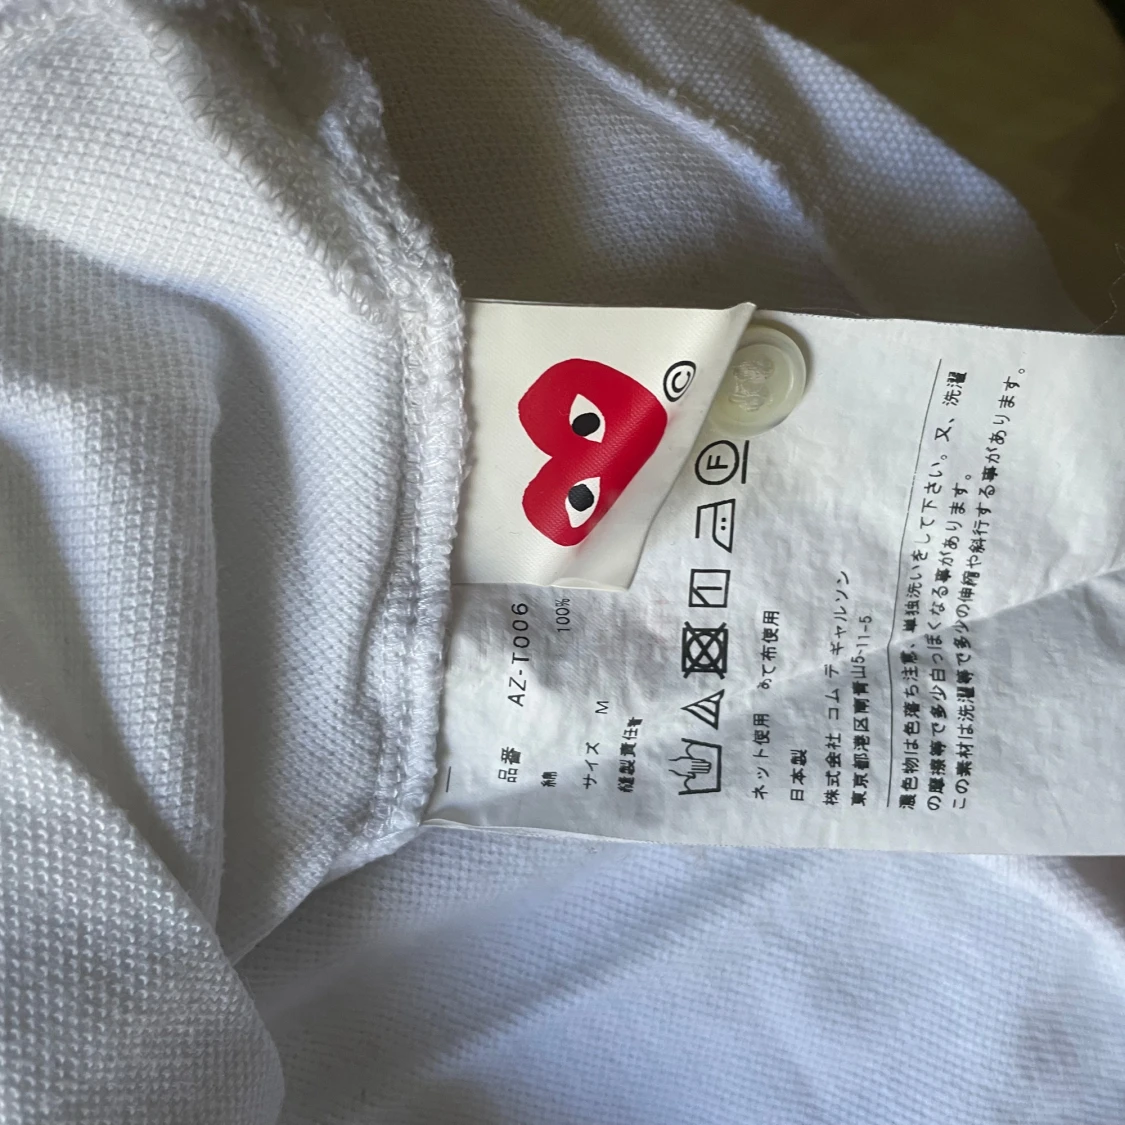 ©
品番 AZ-T006
綿 100%
サイズ M
縫製責任者
F
ネット使用 あて布使用
日本製
株式会社 コム デ ギャルソン
東京都港区南青山5-11-5
濃色物は色落ち注意、単独洗いをして下さい。又、洗濯
の摩擦等で多少白っぽくなる事があります。
この素材は洗濯等で多少の伸縮や斜行する事があります。